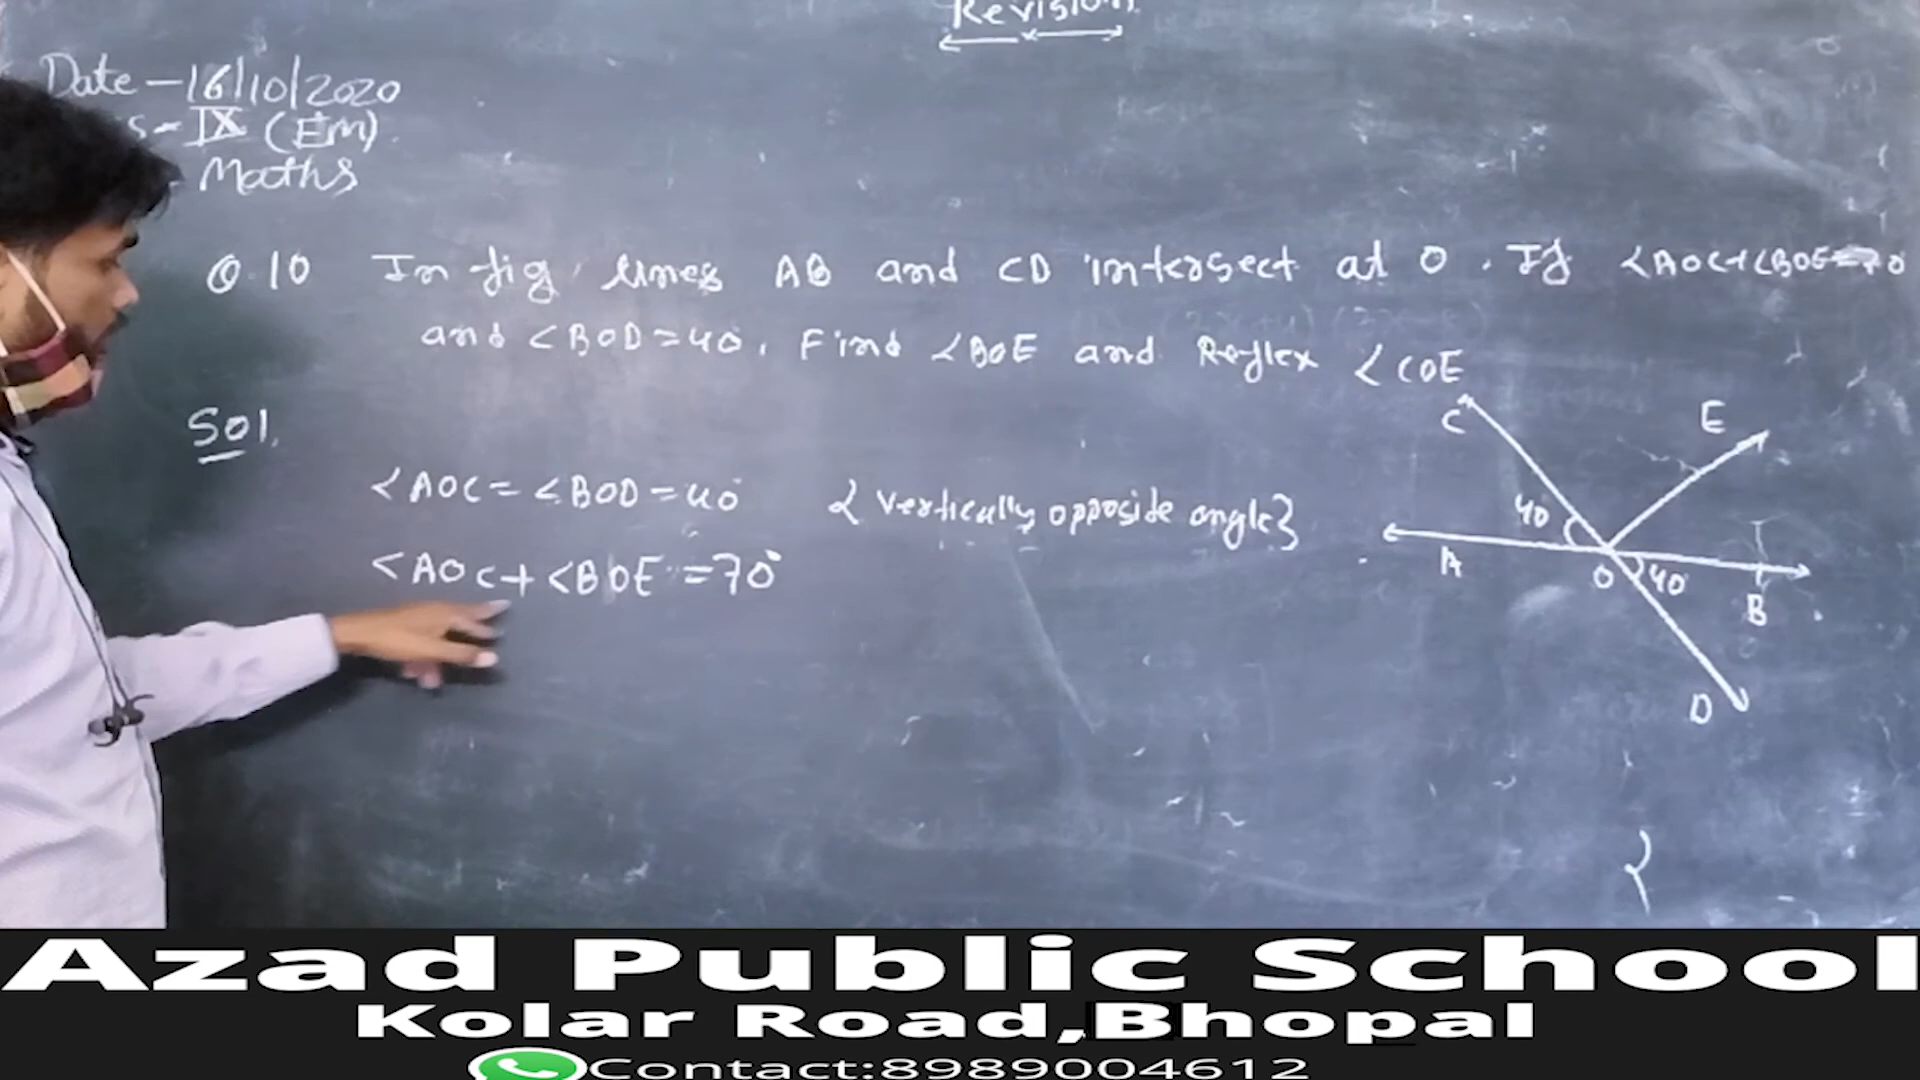 Revision
Date - 16/10/2020
s - IX (EM).
- Maths
Q.10 In fig, lines AB and CD intersect at O. If <AOC+<BOE=70
and <BOD=40°. Find <BOE and Reflex <COE
Sol.
<AOC = <BOD = 40° { vertically opposite angle }
<AOC + <BOE = 70°
C
E
40°
A
O
40°
B
D
Azad Public School
Kolar Road,Bhopal
Contact:8989004612